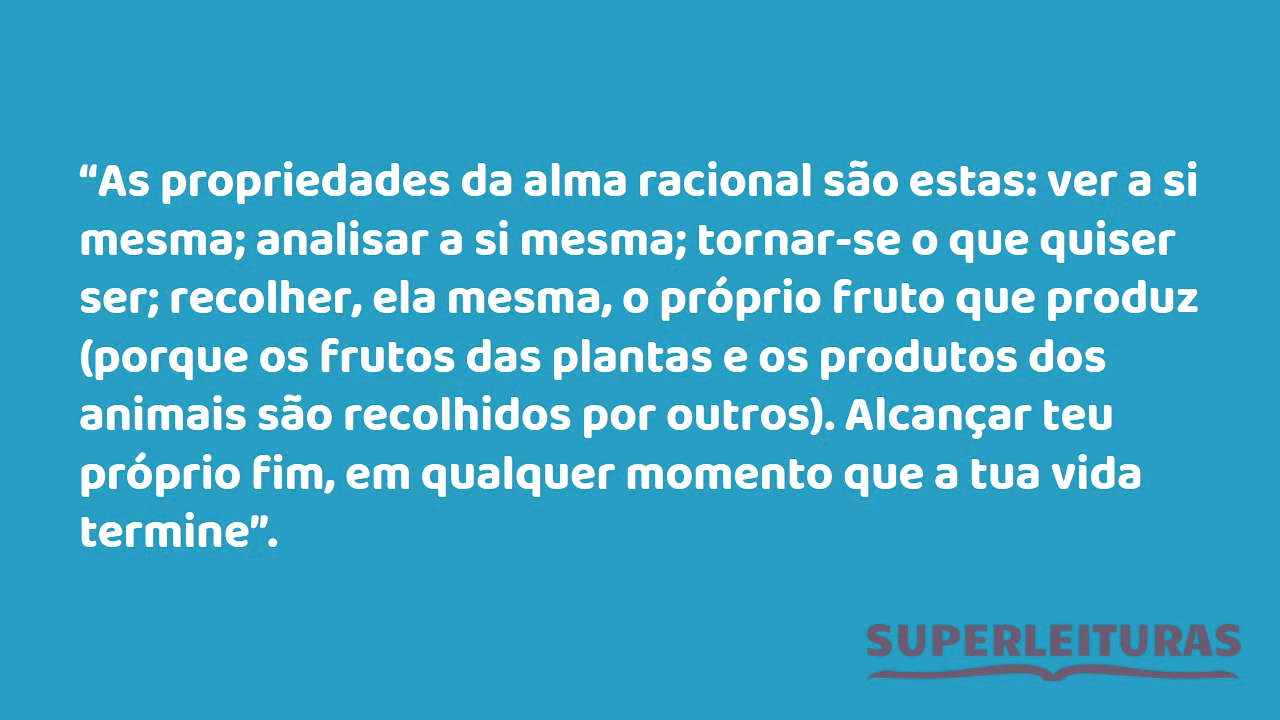 “As propriedades da alma racional são estas: ver a si
mesma; analisar a si mesma; tornar-se o que quiser
ser; recolher, ela mesma, o próprio fruto que produz
(porque os frutos das plantas e os produtos dos
animais são recolhidos por outros). Alcançar teu
próprio fim, em qualquer momento que a tua vida
termine”.
SUPERLEITURAS